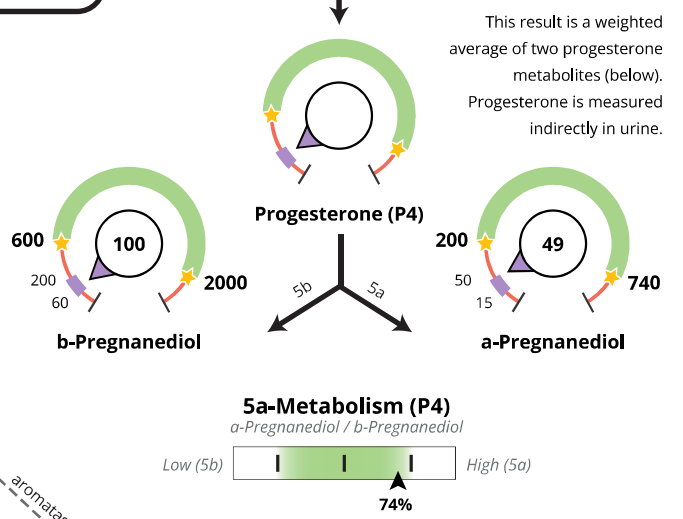 This result is a weighted
average of two progesterone
metabolites (below).
Progesterone is measured
indirectly in urine.
Progesterone (P4)
600
100
200
60
2000
b-Pregnanediol
5b
5a
200
49
50
15
740
a-Pregnanediol
5a-Metabolism (P4)
a-Pregnanediol / b-Pregnanediol
Low (5b)
High (5a)
74%